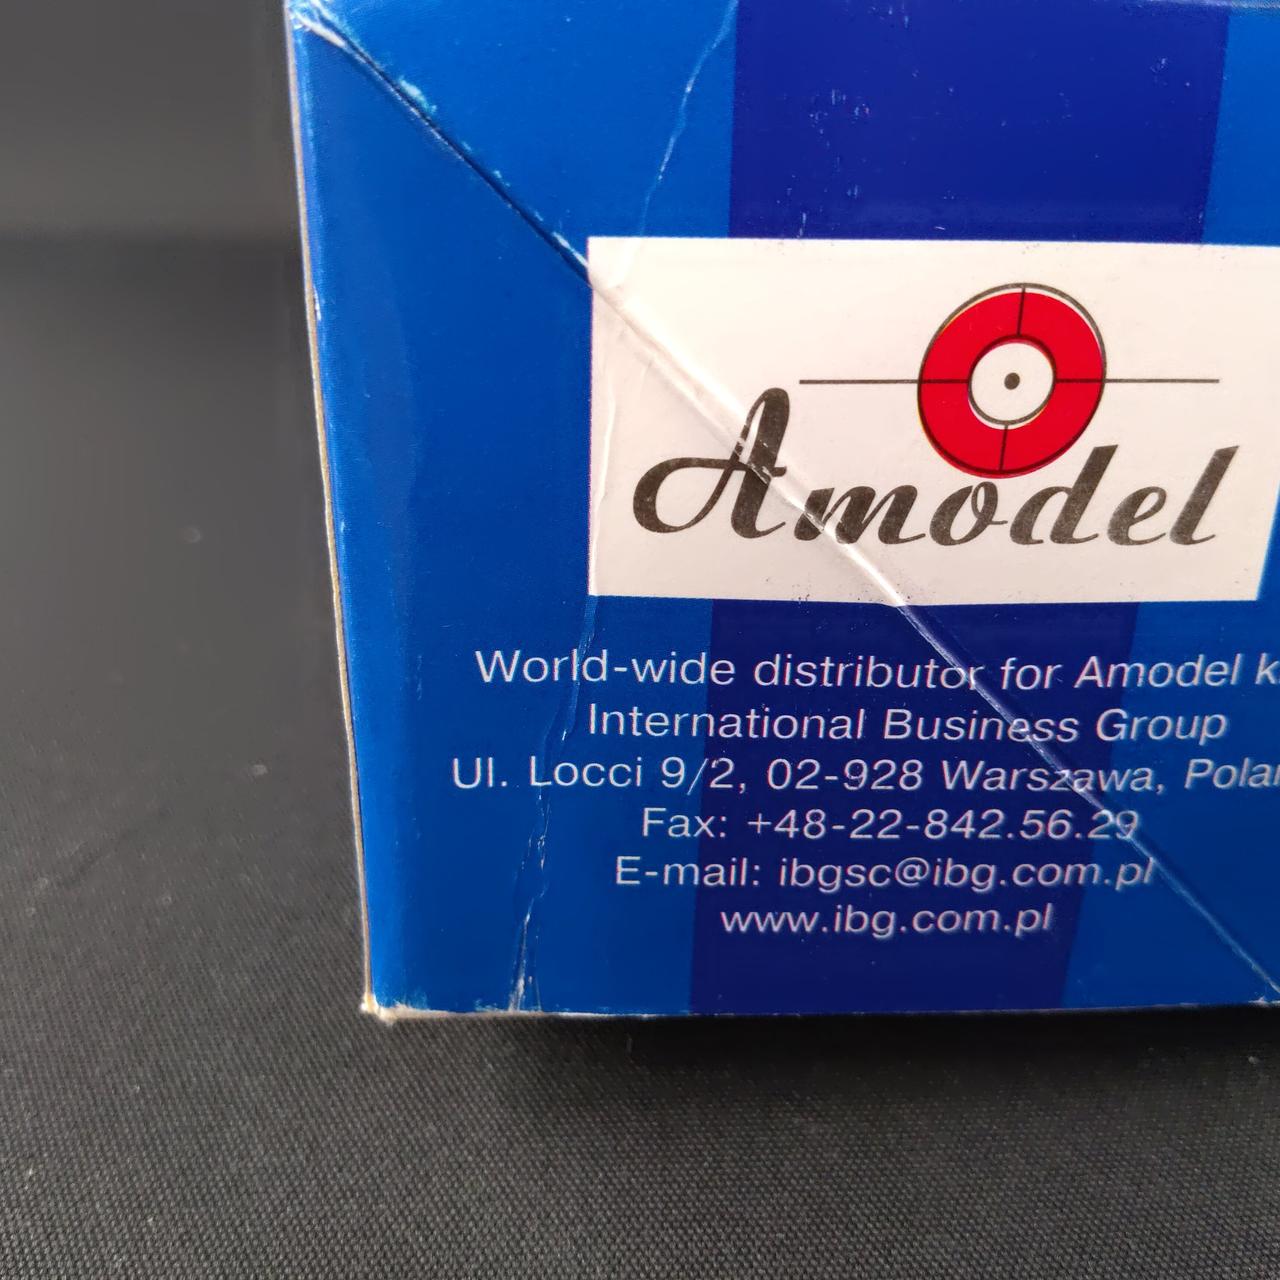 Amodel
World-wide distributor for Amodel
International Business Group
Ul. Locci 9/2, 02-928 Warszawa,
Fax: +48-22-842.56.29
E-mail: ibgsc@ibg.com.pl
www.ibg.com.pl